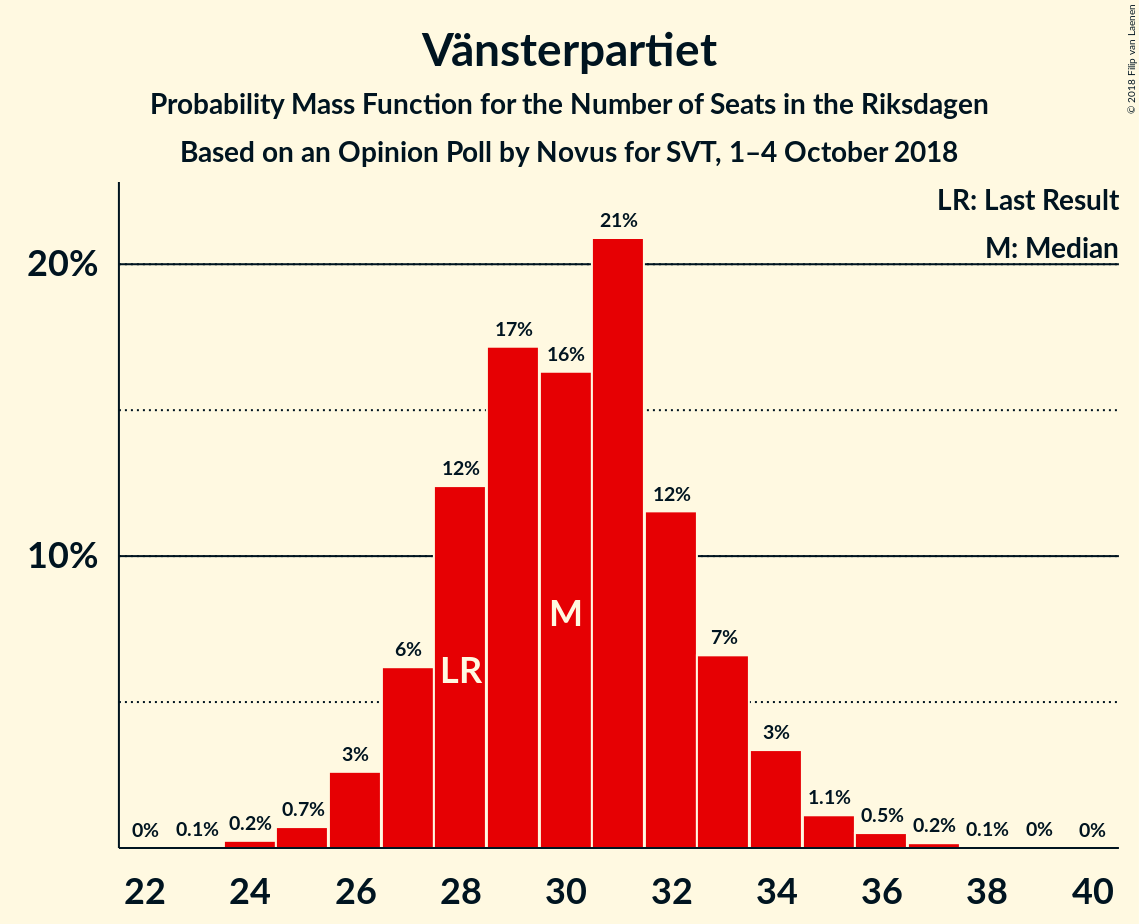 Vänsterpartiet
Probability Mass Function for the Number of Seats in the Riksdagen
Based on an Opinion Poll by Novus for SVT, 1–4 October 2018
© 2018 Filip van Laenen
LR: Last Result
M: Median
20%
10%
0%
0.1%
0.2%
0.7%
3%
6%
12%
17%
16%
21%
12%
7%
3%
1.1%
0.5%
0.2%
0.1%
0%
0%
LR
M
22 24 26 28 30 32 34 36 38 40